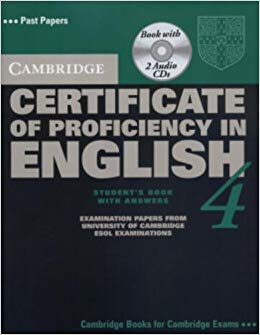 Past Papers
Book with
2 Audio
CDs
CAMBRIDGE
CERTIFICATE
OF PROFICIENCY IN
ENGLISH
4
STUDENT'S BOOK
WITH ANSWERS
EXAMINATION PAPERS FROM
UNIVERSITY OF CAMBRIDGE
ESOL EXAMINATIONS
Cambridge Books for Cambridge Exams